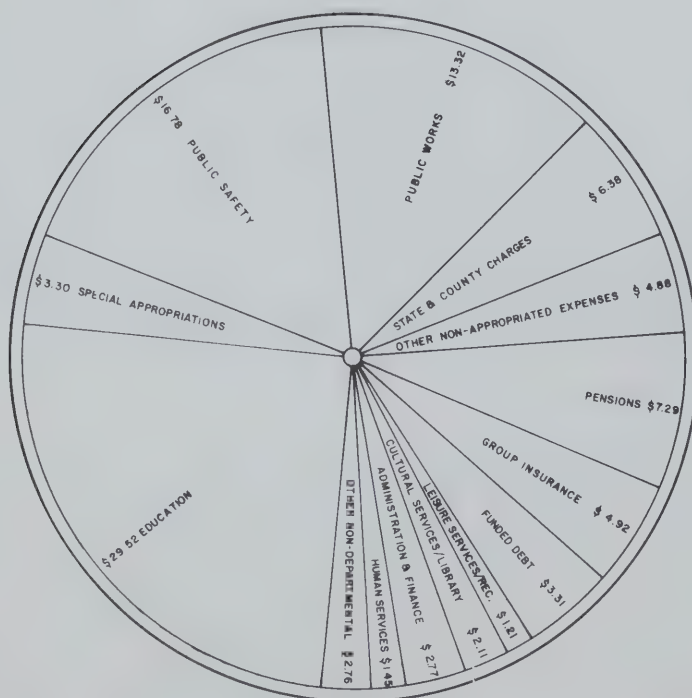 $13.32
PUBLIC WORKS
$6.38
STATE & COUNTY CHARGES
OTHER NON-APPROPRIATED EXPENSES $4.88
PENSIONS $7.29
GROUP INSURANCE $4.92
FUNDED DEBT $3.31
LEISURE SERVICES/REC. $1.21
CULTURAL SERVICES/LIBRARY $2.11
ADMINISTRATION & FINANCE $2.77
HUMAN SERVICES $1.45
OTHER NON-DEPARTMENTAL $2.76
$29.52 EDUCATION
$3.30 SPECIAL APPROPRIATIONS
$16.78 PUBLIC SAFETY